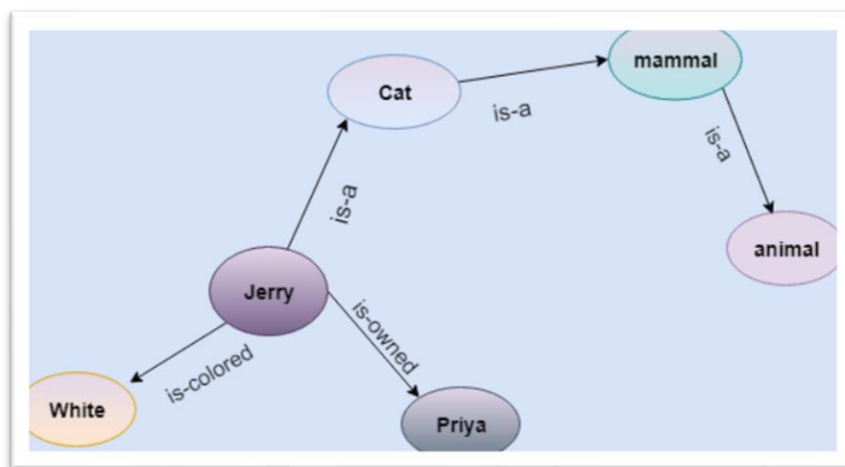 mammal
Cat
is-a
is-a
is-a
animal
Jerry
is-owned
is-colored
White
Priya